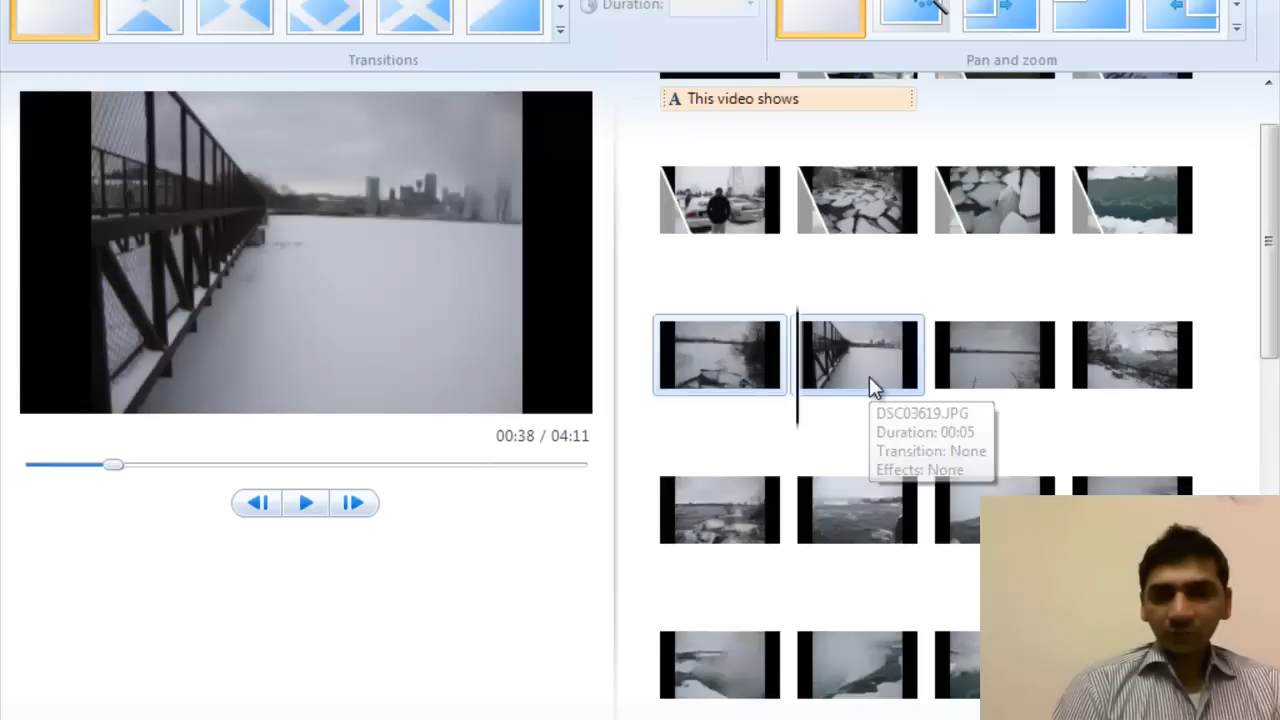 Duration:
Transitions
Pan and zoom
A This video shows
00:38 / 04:11
DSC03619.JPG
Duration: 00:05
Transition: None
Effects: None